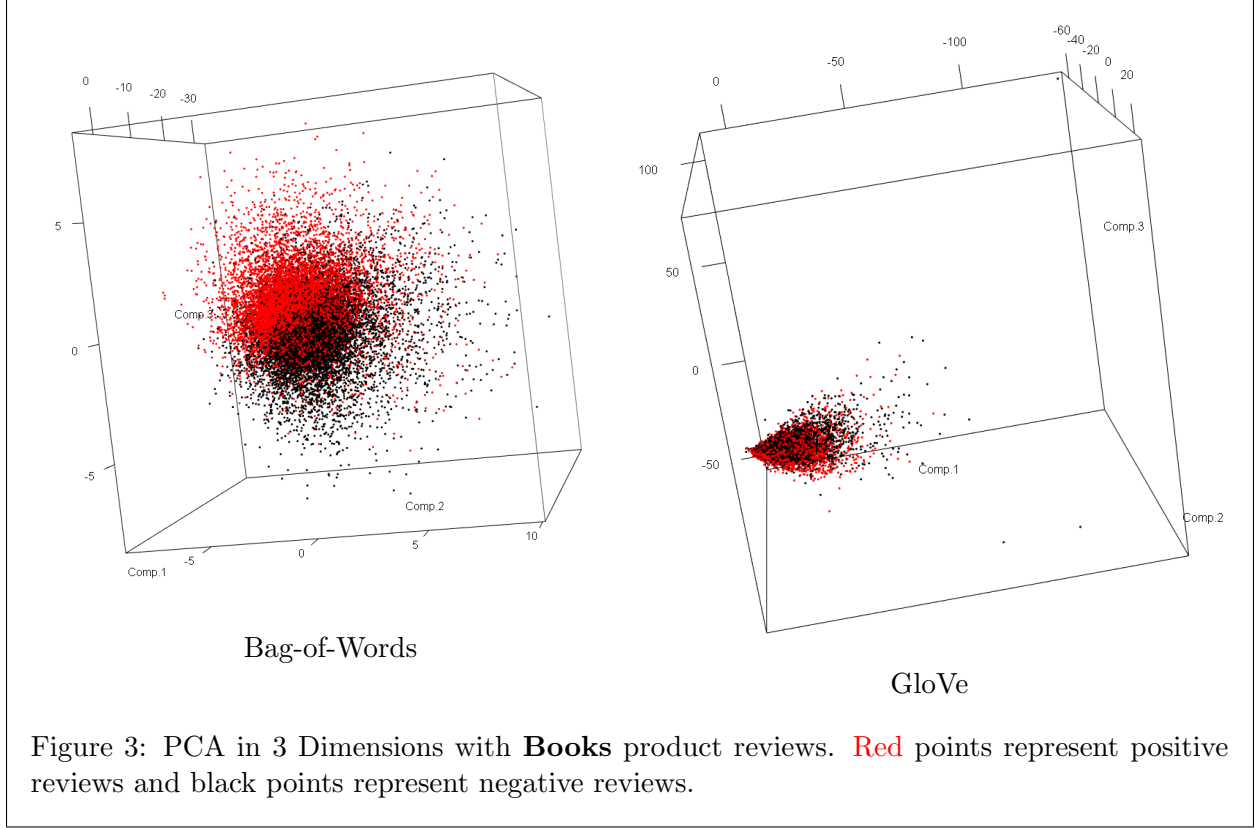 0
-10
-20
-30
5
0
-5
Comp.3
Comp.2
Comp.1
-5
0
5
10
Bag-of-Words
0
-50
-100
-60
-40
-20
0
20
100
50
0
-50
Comp.3
Comp.1
Comp.2
GloVe
Figure 3: PCA in 3 Dimensions with Books product reviews. Red points represent positive
reviews and black points represent negative reviews.